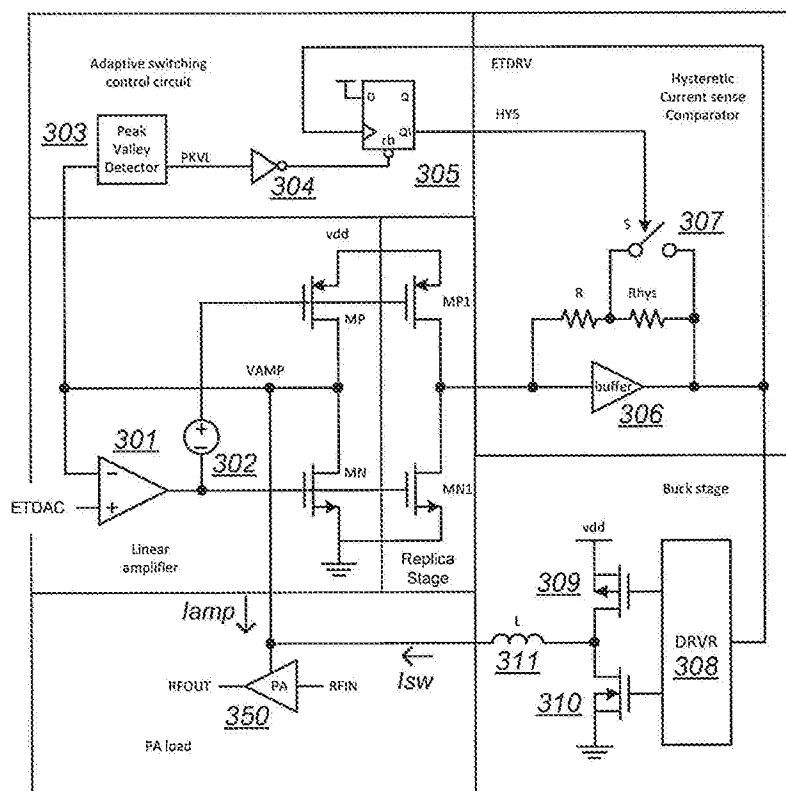 Adaptive switching
control circuit
ETDRV
Hysteretic
Current sense
Comparator
HYS
303
Peak
Valley
Detector
PKVL
304
D
Q
Q\
rb
305
S
307
vdd
MP
MP1
R
Rhys
VAMP
buffer
306
301
+
-
302
-
+
ETDAC
MN
MN1
Linear
amplifier
Replica
Stage
Buck stage
vdd
309
DRVR
308
310
L
311
Iamp
Isw
RFOUT
PA
RFIN
350
PA load